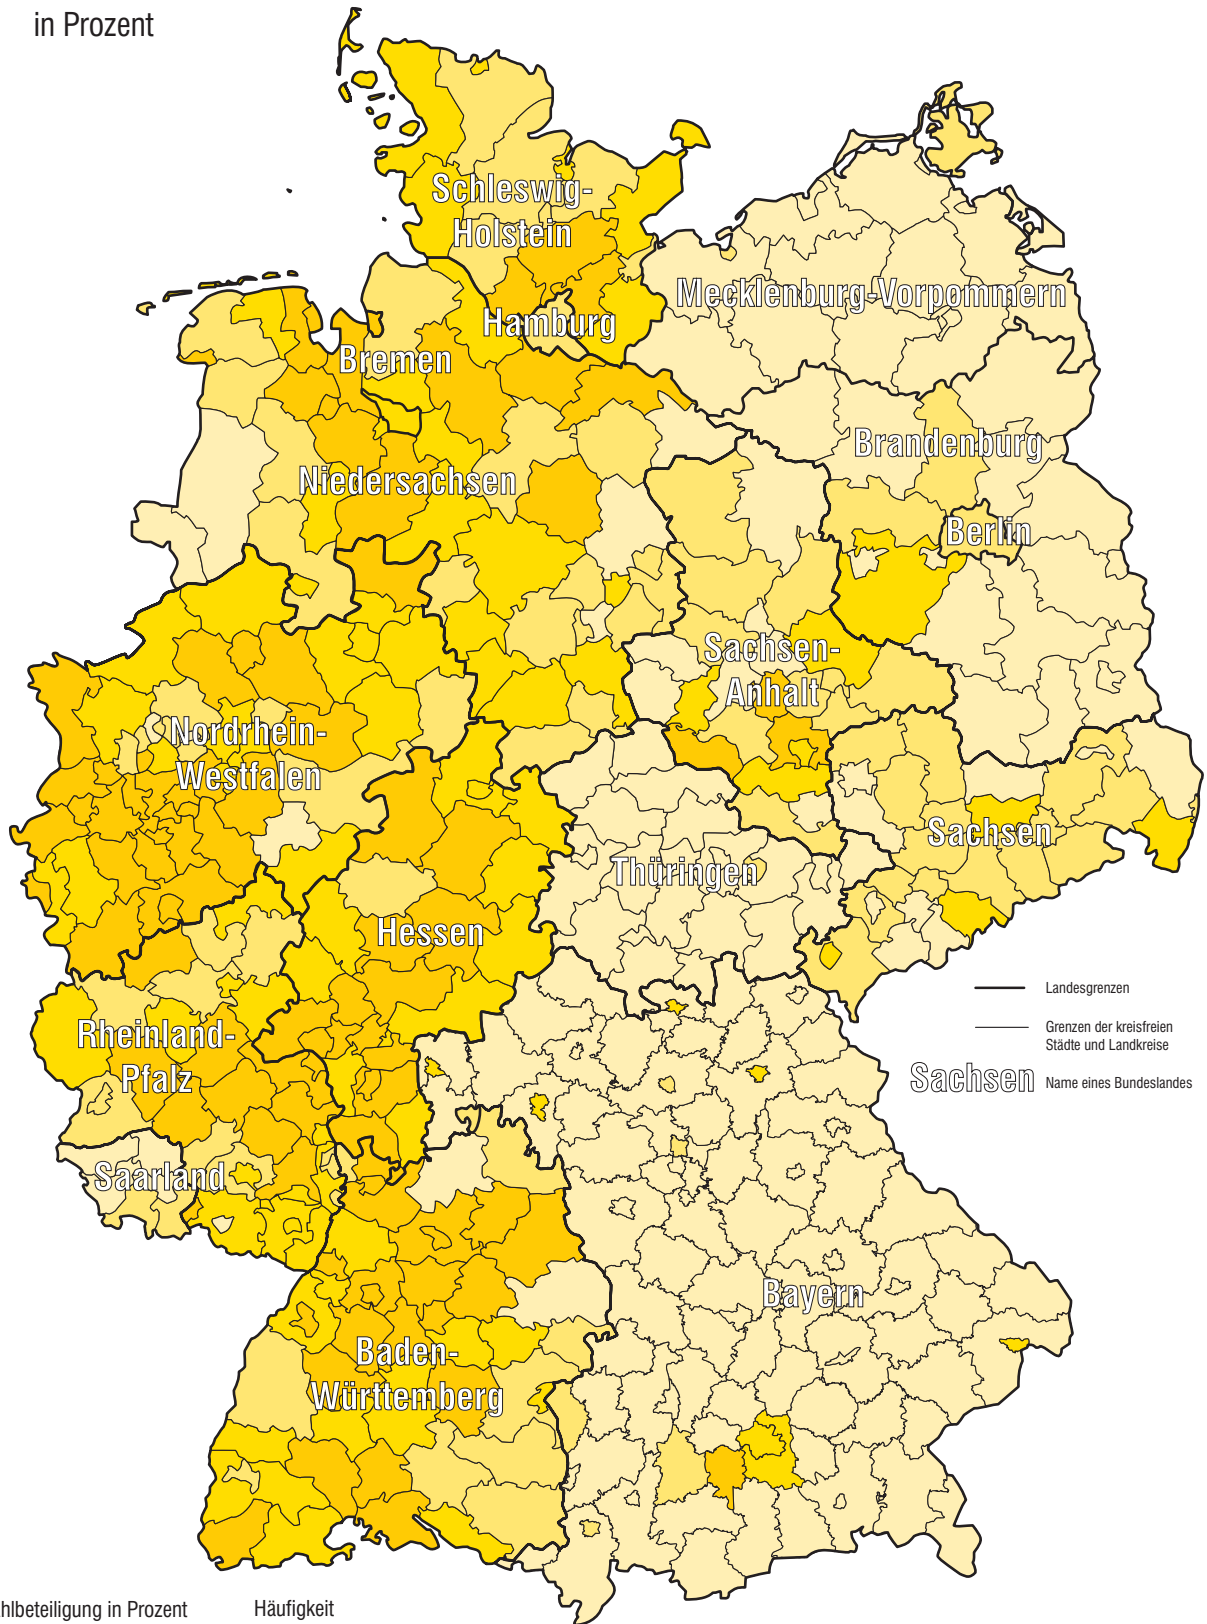 in Prozent
Schleswig-
Holstein
Mecklenburg-Vorpommern
Hamburg
Bremen
Brandenburg
Niedersachsen
Berlin
Sachsen-
Anhalt
Nordrhein-
Westfalen
Sachsen
Thüringen
Hessen
Landesgrenzen
Grenzen der kreisfreien
Städte und Landkreise
Rheinland-
Pfalz
Sachsen Name eines Bundeslandes
Saarland
Bayern
Baden-
Württemberg
hlbeteiligung in Prozent Häufigkeit